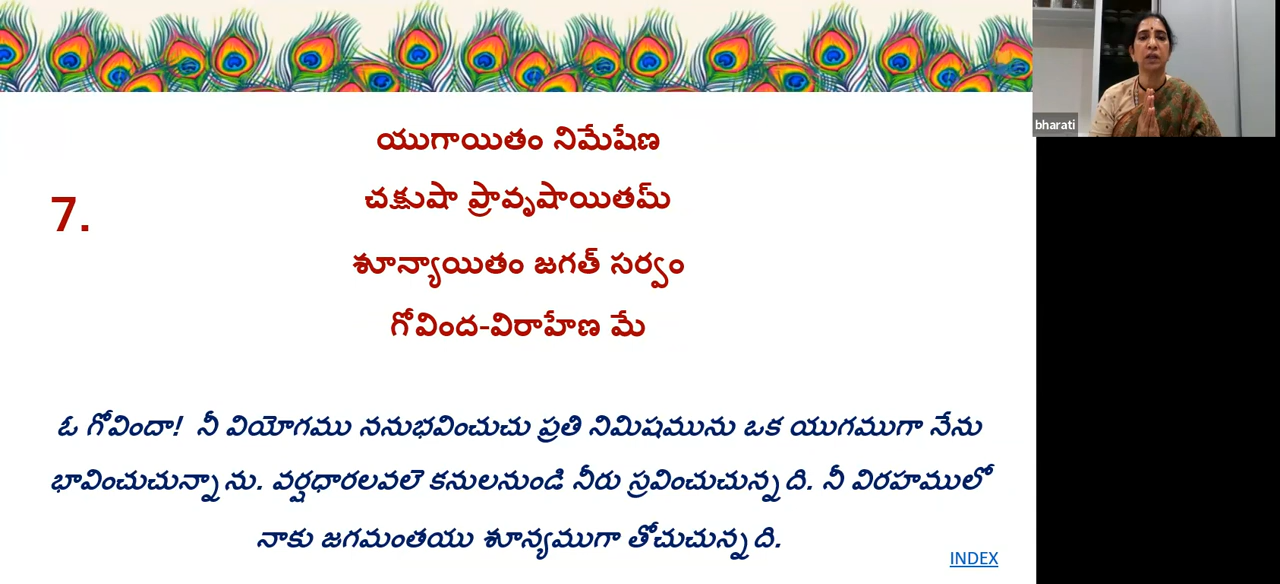 యుగాయితం నిమేషేణ
చక్షుషా ప్రావృషాయితమ్
7.
శూన్యాయితం జగత్ సర్వం
గోవింద-విరాహేణ మే
ఓ గోవిందా! నీ వియోగము ననుభవించుచు ప్రతి నిమిషమును ఒక యుగముగా నేను
భావించుచున్నాను. వర్షధారలవలె కనులనుండి నీరు స్రవించుచున్నది. నీ విరహములో
నాకు జగమంతయు శూన్యముగా తోచుచున్నది.
INDEX
bharati